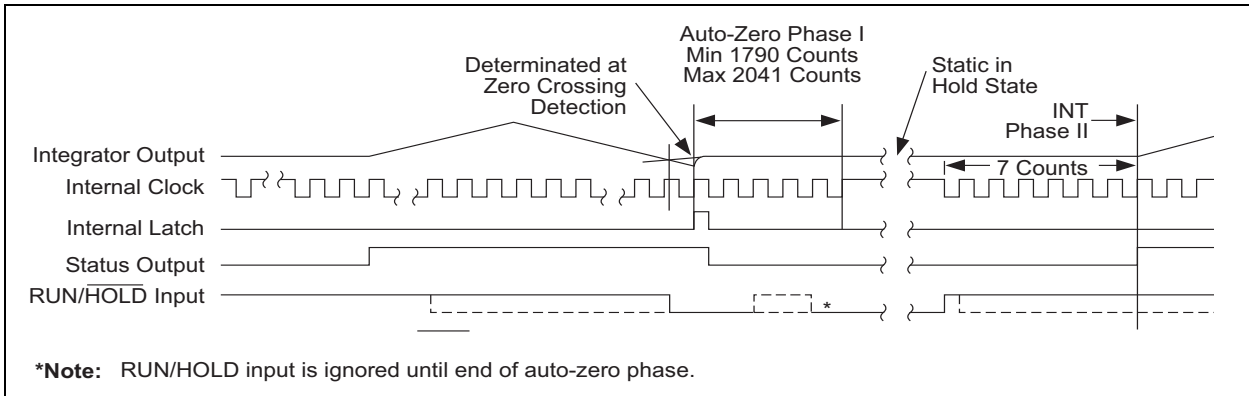 Auto-Zero Phase I
Min 1790 Counts
Max 2041 Counts
Determinated at
Zero Crossing
Detection
Static in
Hold State
INT
Phase II
Integrator Output
7 Counts
Internal Clock
Internal Latch
Status Output
RUN/HOLD Input
*
*Note: RUN/HOLD input is ignored until end of auto-zero phase.